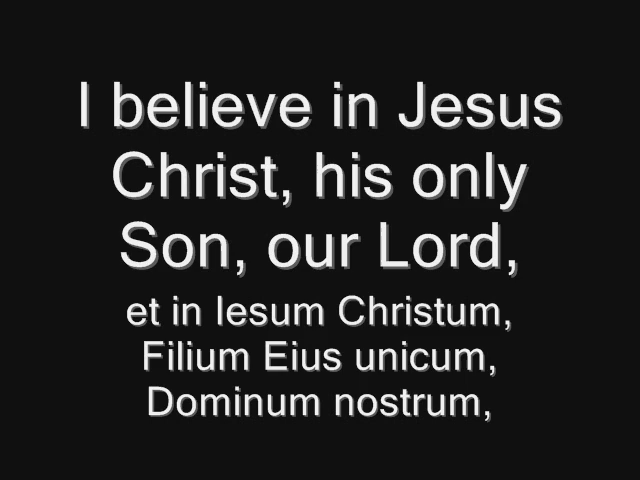 I believe in Jesus
Christ, his only
Son, our Lord,
et in Iesum Christum,
Filium Eius unicum,
Dominum nostrum,